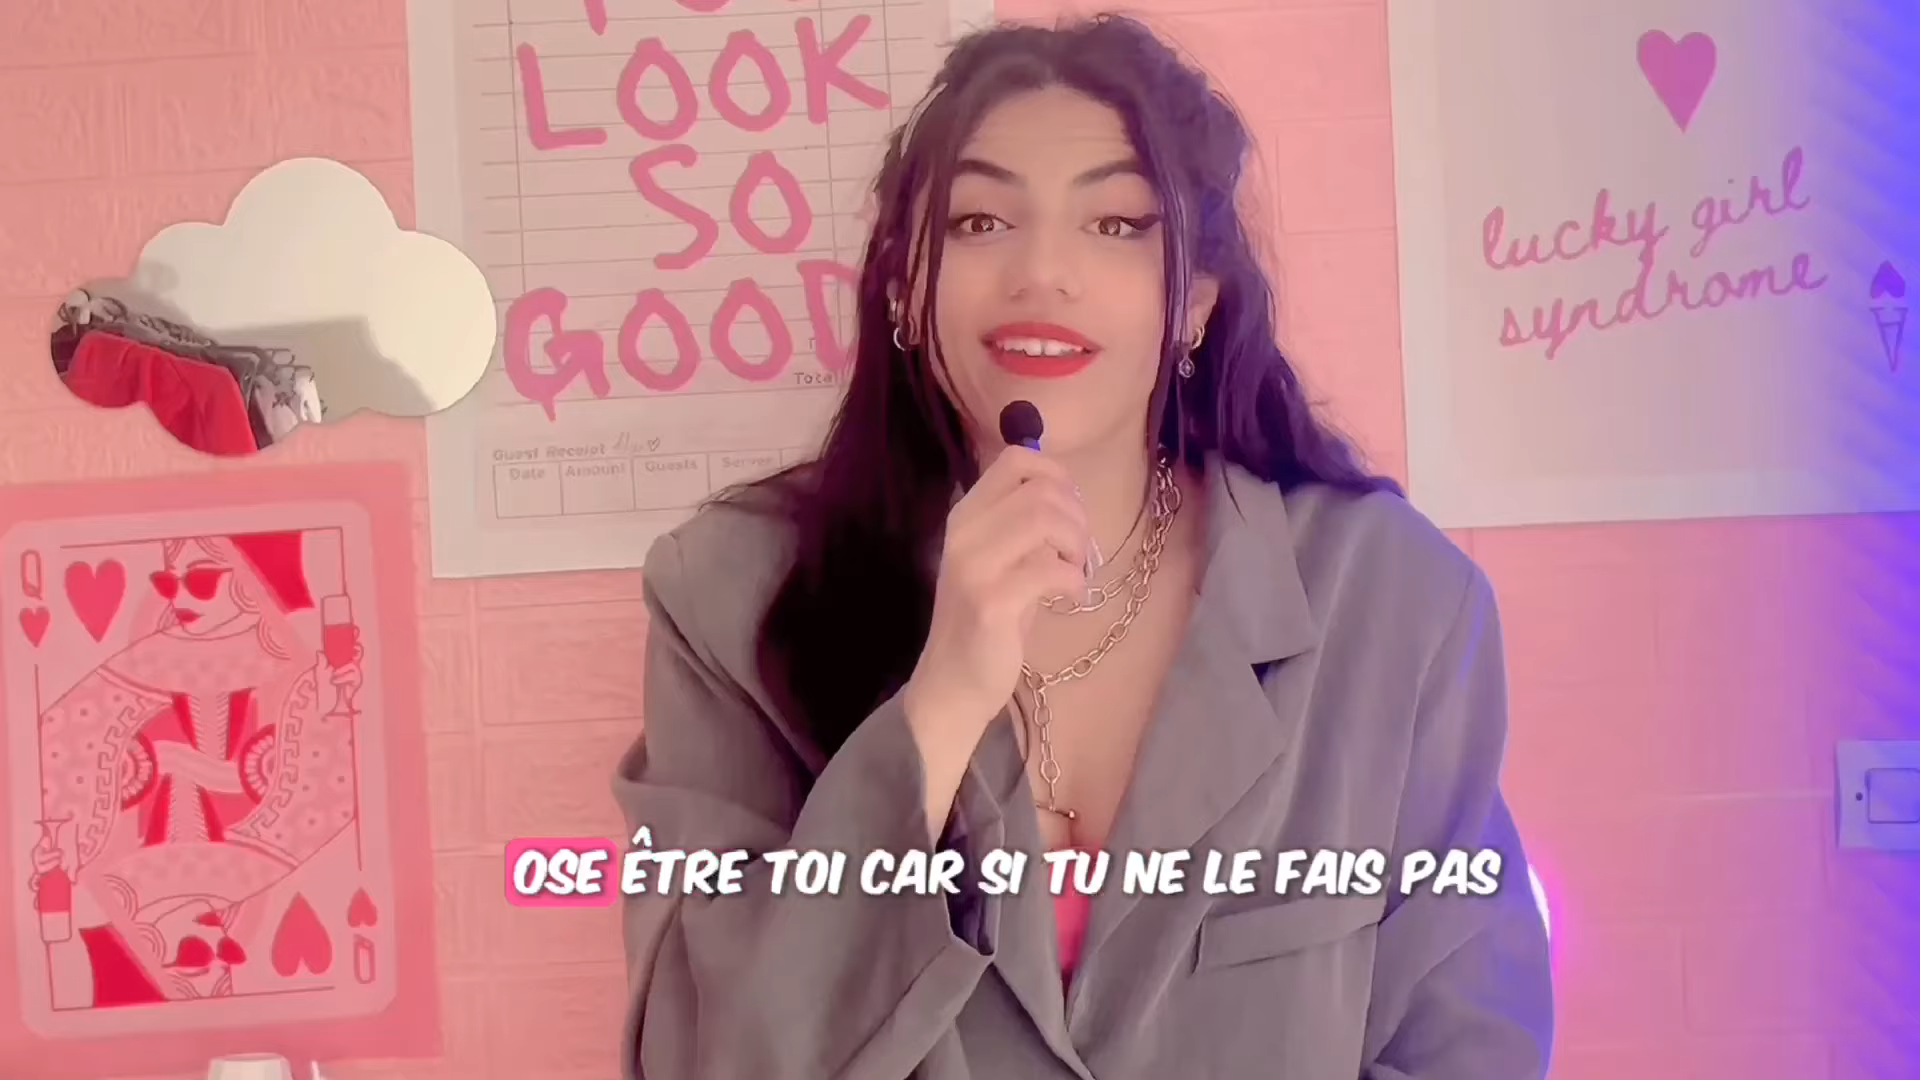 LOOK
SO
GOOD
Total
Guest Receipt
Date Amount Guests Server
lucky girl
syndrome
Q
OSE ÊTRE TOI CAR SI TU NE LE FAIS PAS
Q